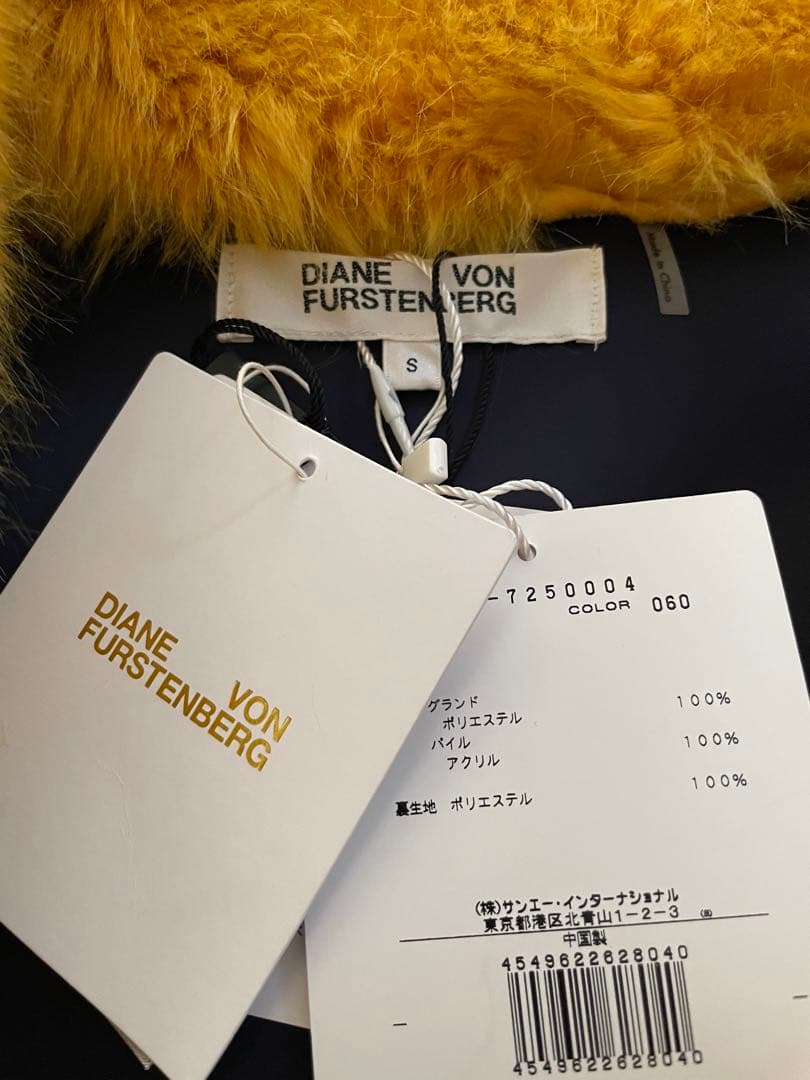 DIANE VON
FURSTENBERG
Made In China
S
DIANE VON
FURSTENBERG
-7250004
COLOR 060
グランド
ポリエステル 100%
パイル
アクリル 100%
裏生地 ポリエステル 100%
(株)サンエー・インターナショナル
東京都港区北青山1-2-3
中国製
4549622628040
4549622628040